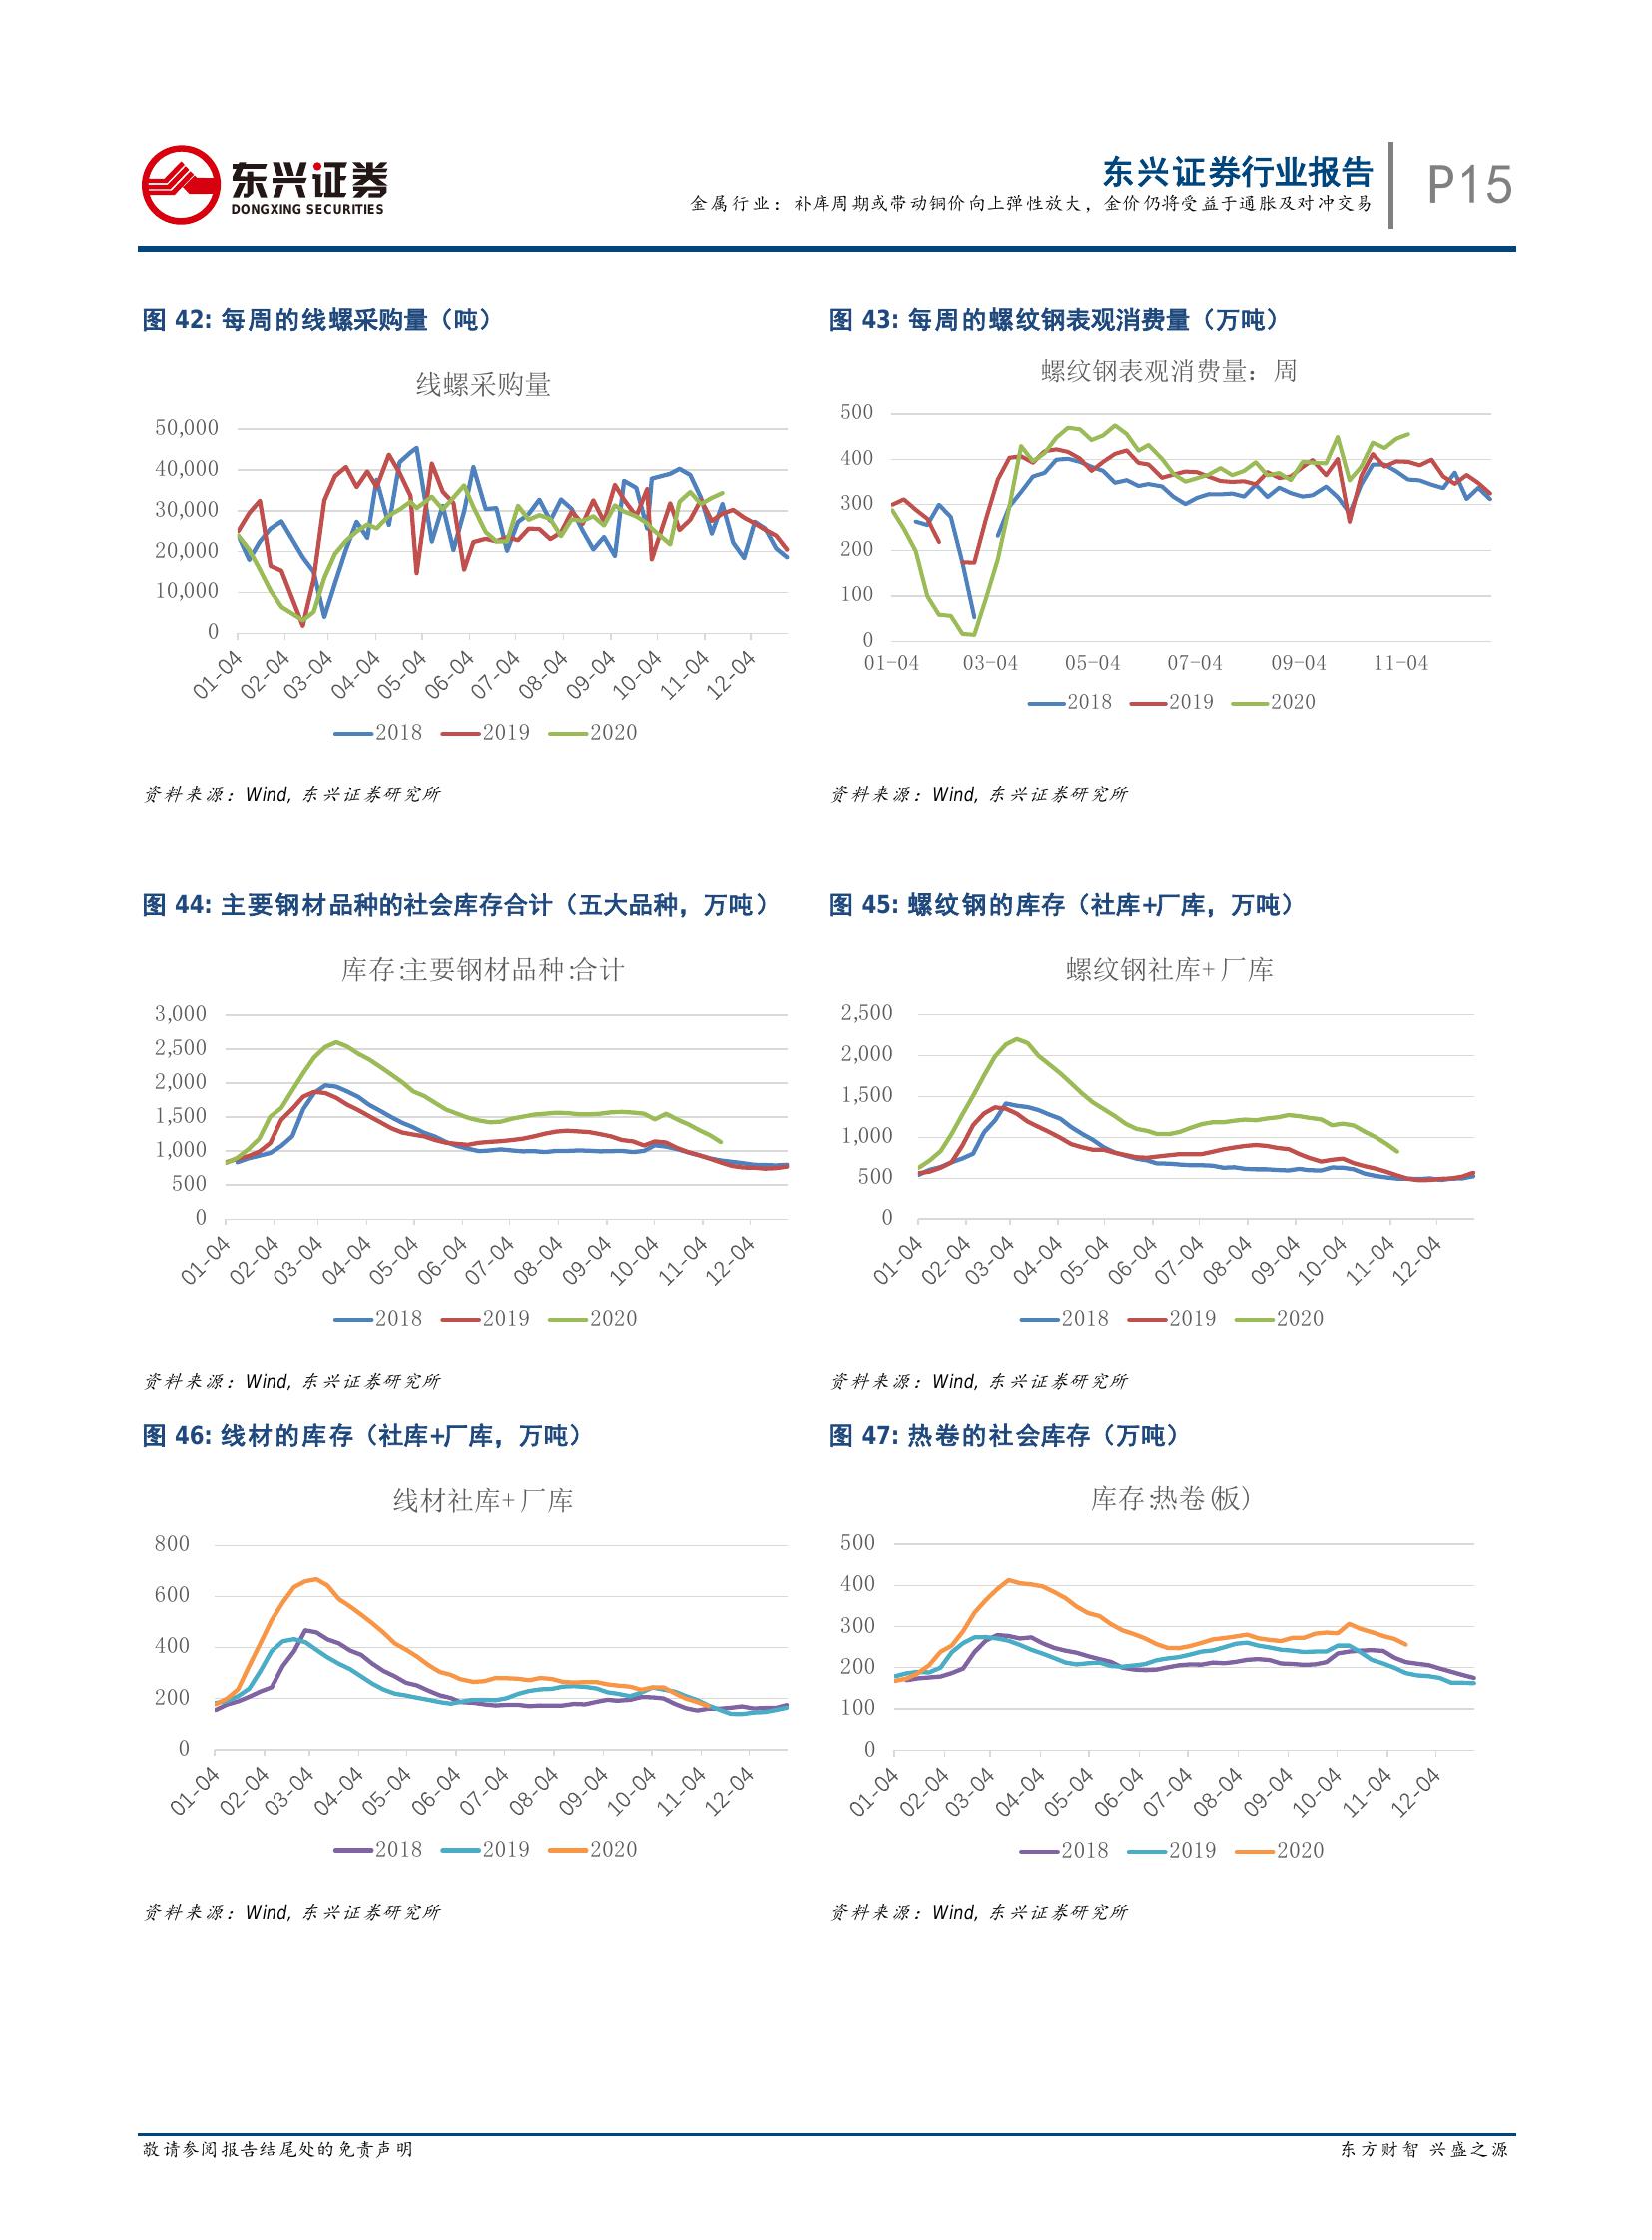 东兴证券
DONGXING SECURITIES
东兴证券行业报告
金属行业：补库周期或带动铜价向上弹性放大，金价仍将受益于通胀及对冲交易
P15
图 42: 每周的线螺采购量（吨）
线螺采购量
50,000
40,000
30,000
20,000
10,000
0
01-04 02-04 03-04 04-04 05-04 06-04 07-04 08-04 09-04 10-04 11-04 12-04
2018 2019 2020
资料来源：Wind, 东兴证券研究所
图 43: 每周的螺纹钢表观消费量（万吨）
螺纹钢表观消费量：周
500
400
300
200
100
0
01-04 03-04 05-04 07-04 09-04 11-04
2018 2019 2020
资料来源：Wind, 东兴证券研究所
图 44: 主要钢材品种的社会库存合计（五大品种，万吨）
库存:主要钢材品种:合计
3,000
2,500
2,000
1,500
1,000
500
0
01-04 02-04 03-04 04-04 05-04 06-04 07-04 08-04 09-04 10-04 11-04 12-04
2018 2019 2020
资料来源：Wind, 东兴证券研究所
图 45: 螺纹钢的库存（社库+厂库，万吨）
螺纹钢社库+厂库
2,500
2,000
1,500
1,000
500
0
01-04 02-04 03-04 04-04 05-04 06-04 07-04 08-04 09-04 10-04 11-04 12-04
2018 2019 2020
资料来源：Wind, 东兴证券研究所
图 46: 线材的库存（社库+厂库，万吨）
线材社库+厂库
800
600
400
200
0
01-04 02-04 03-04 04-04 05-04 06-04 07-04 08-04 09-04 10-04 11-04 12-04
2018 2019 2020
资料来源：Wind, 东兴证券研究所
图 47: 热卷的社会库存（万吨）
库存:热卷(板)
500
400
300
200
100
0
01-04 02-04 03-04 04-04 05-04 06-04 07-04 08-04 09-04 10-04 11-04 12-04
2018 2019 2020
资料来源：Wind, 东兴证券研究所
敬请参阅报告结尾处的免责声明
东方财智 兴盛之源